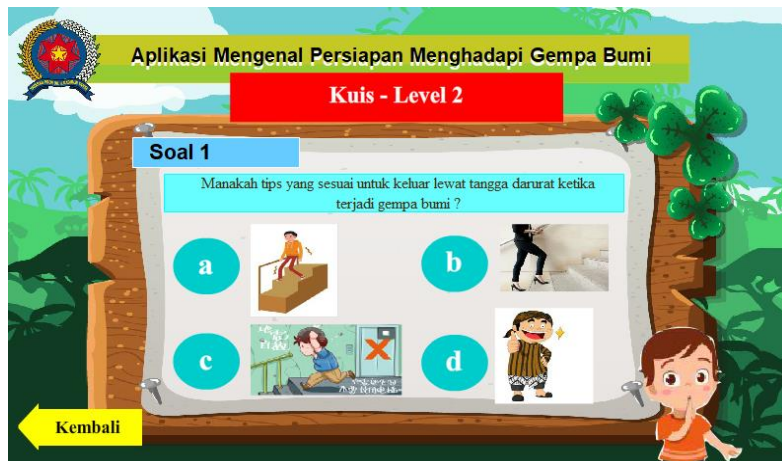 Aplikasi Mengenal Persiapan Menghadapi Gempa Bumi
Kuis - Level 2
Soal 1
Manakah tips yang sesuai untuk keluar lewat tangga darurat ketika
terjadi gempa bumi ?
a
b
c
d
Kembali